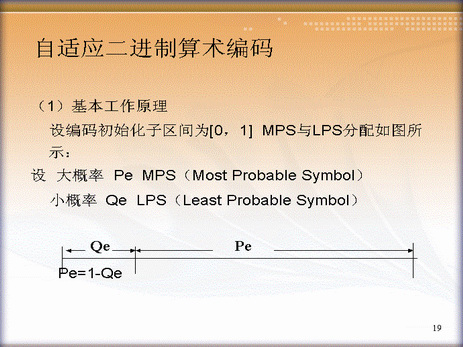 自适应二进制算术编码
（1）基本工作原理
设编码初始化子区间为[0，1] MPS与LPS分配如图所
示：
设 大概率 Pe MPS（Most Probable Symbol）
小概率 Qe LPS（Least Probable Symbol）
Qe Pe
Pe=1-Qe
19